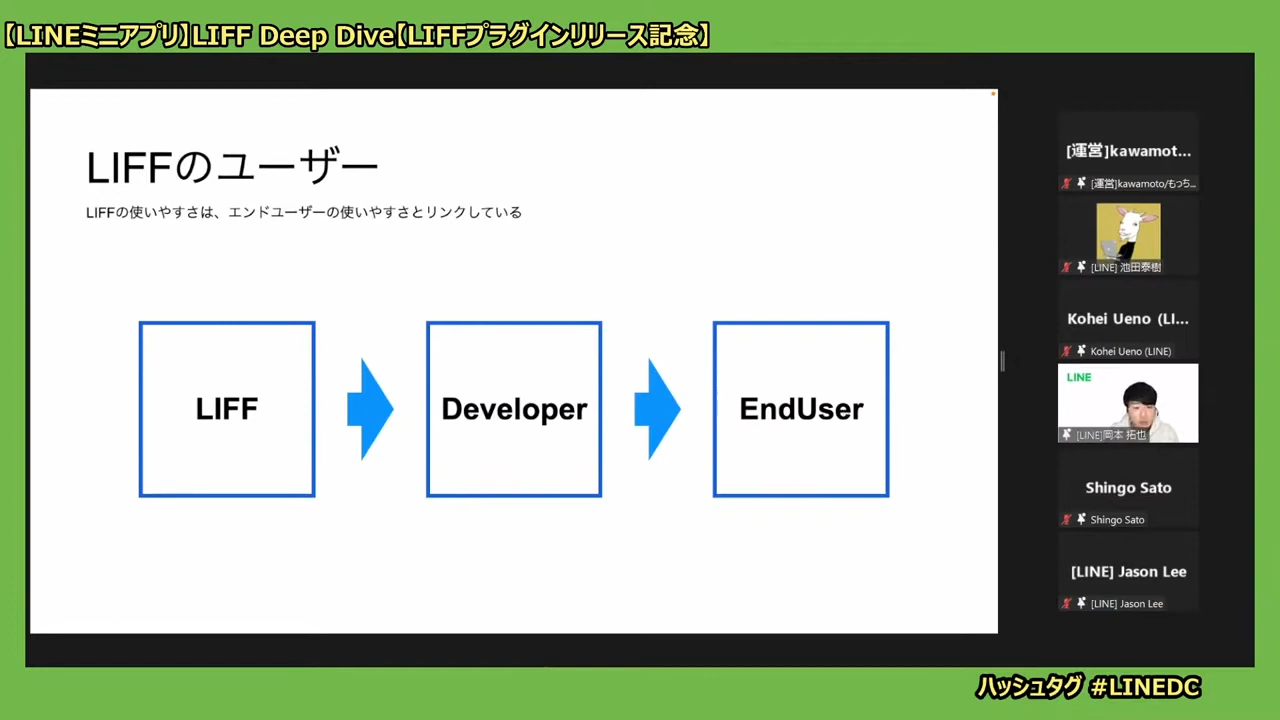 【LINEミニアプリ】LIFF Deep Dive【LIFFプラグインリリース記念】
LIFFのユーザー
LIFFの使いやすさは、エンドユーザーの使いやすさとリンクしている
LIFF
Developer
EndUser
[運営]kawamot...
[運営]kawamoto/もっち...
[LINE] 池田泰樹
Kohei Ueno (LI...
Kohei Ueno (LINE)
LINE
[LINE]岡本 拓也
Shingo Sato
Shingo Sato
[LINE] Jason Lee
[LINE] Jason Lee
ハッシュタグ #LINEDC